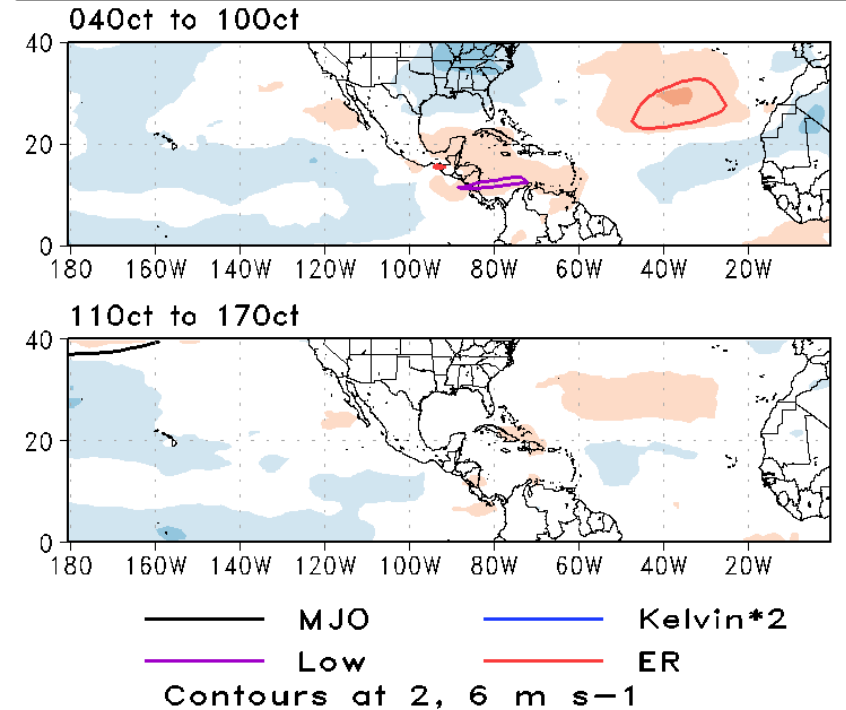 04Oct to 10Oct
40
20
0
180 160W 140W 120W 100W 80W 60W 40W 20W
11Oct to 17Oct
40
20
0
180 160W 140W 120W 100W 80W 60W 40W 20W
MJO Kelvin*2
Low ER
Contours at 2, 6 m s-1